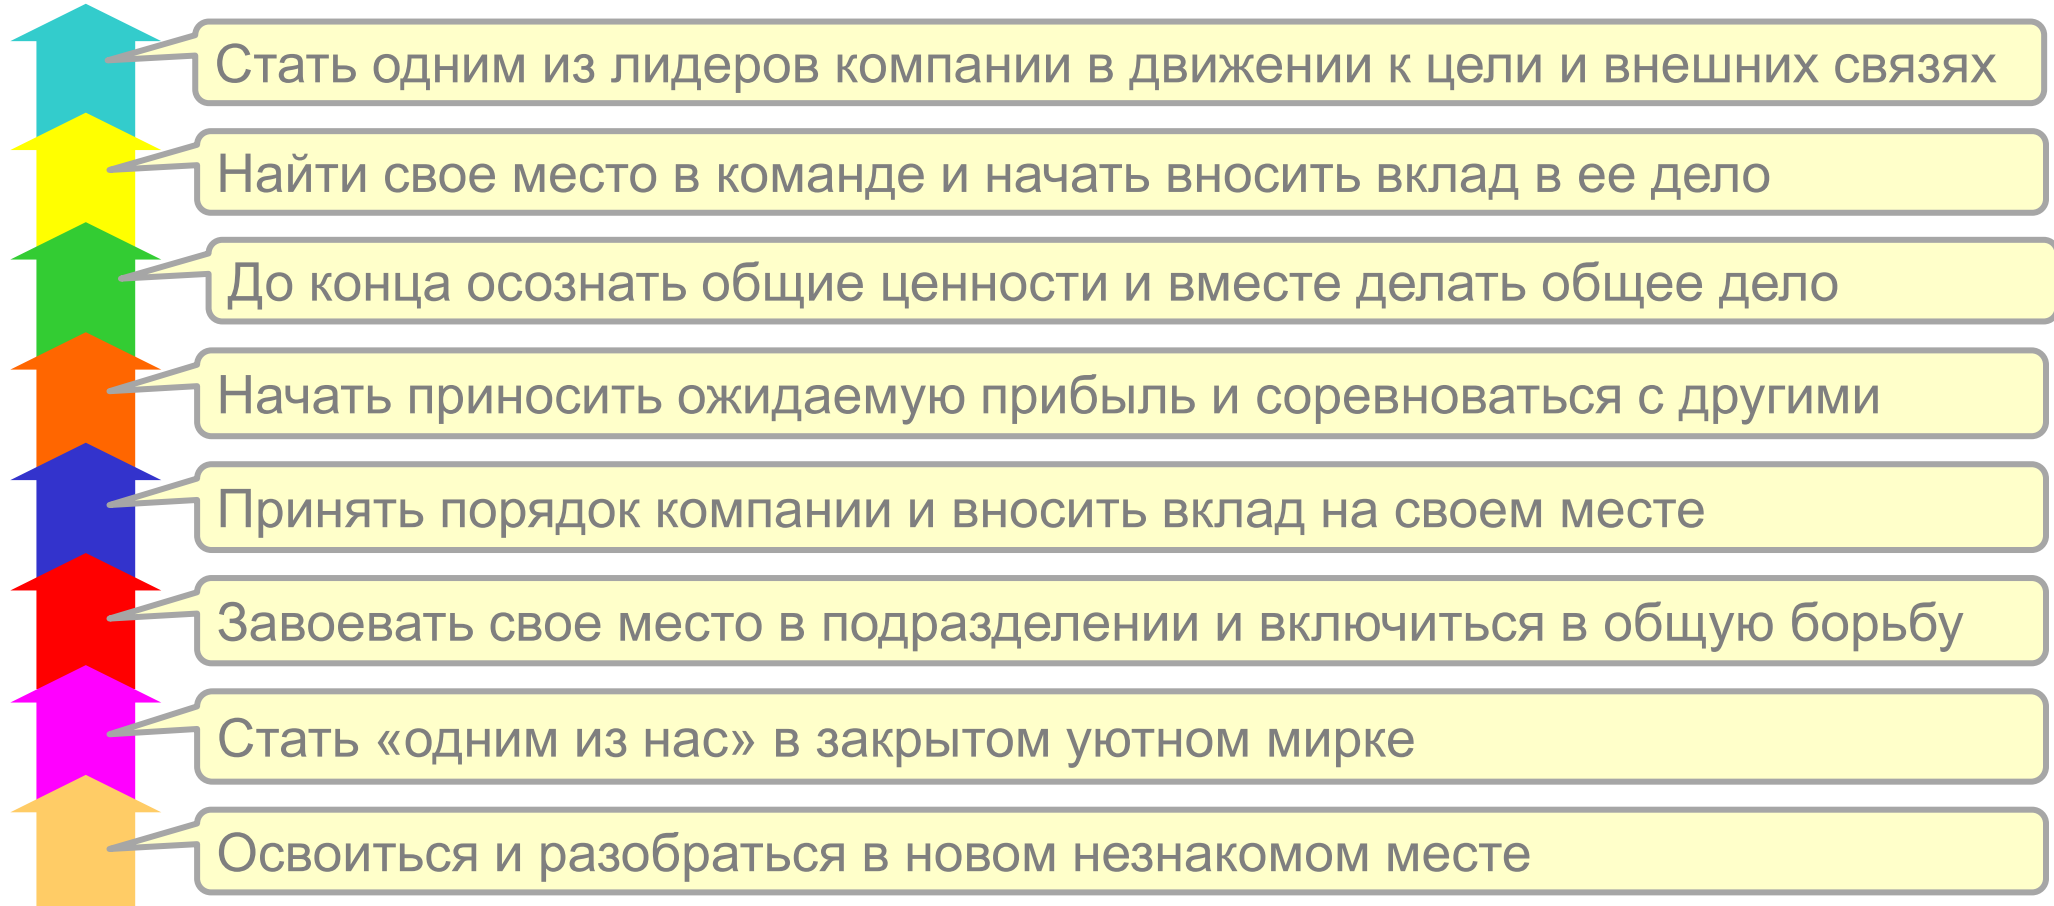 Стать одним из лидеров компании в движении к цели и внешних связях
Найти свое место в команде и начать вносить вклад в ее дело
До конца осознать общие ценности и вместе делать общее дело
Начать приносить ожидаемую прибыль и соревноваться с другими
Принять порядок компании и вносить вклад на своем месте
Завоевать свое место в подразделении и включиться в общую борьбу
Стать «одним из нас» в закрытом уютном мирке
Освоиться и разобраться в новом незнакомом месте